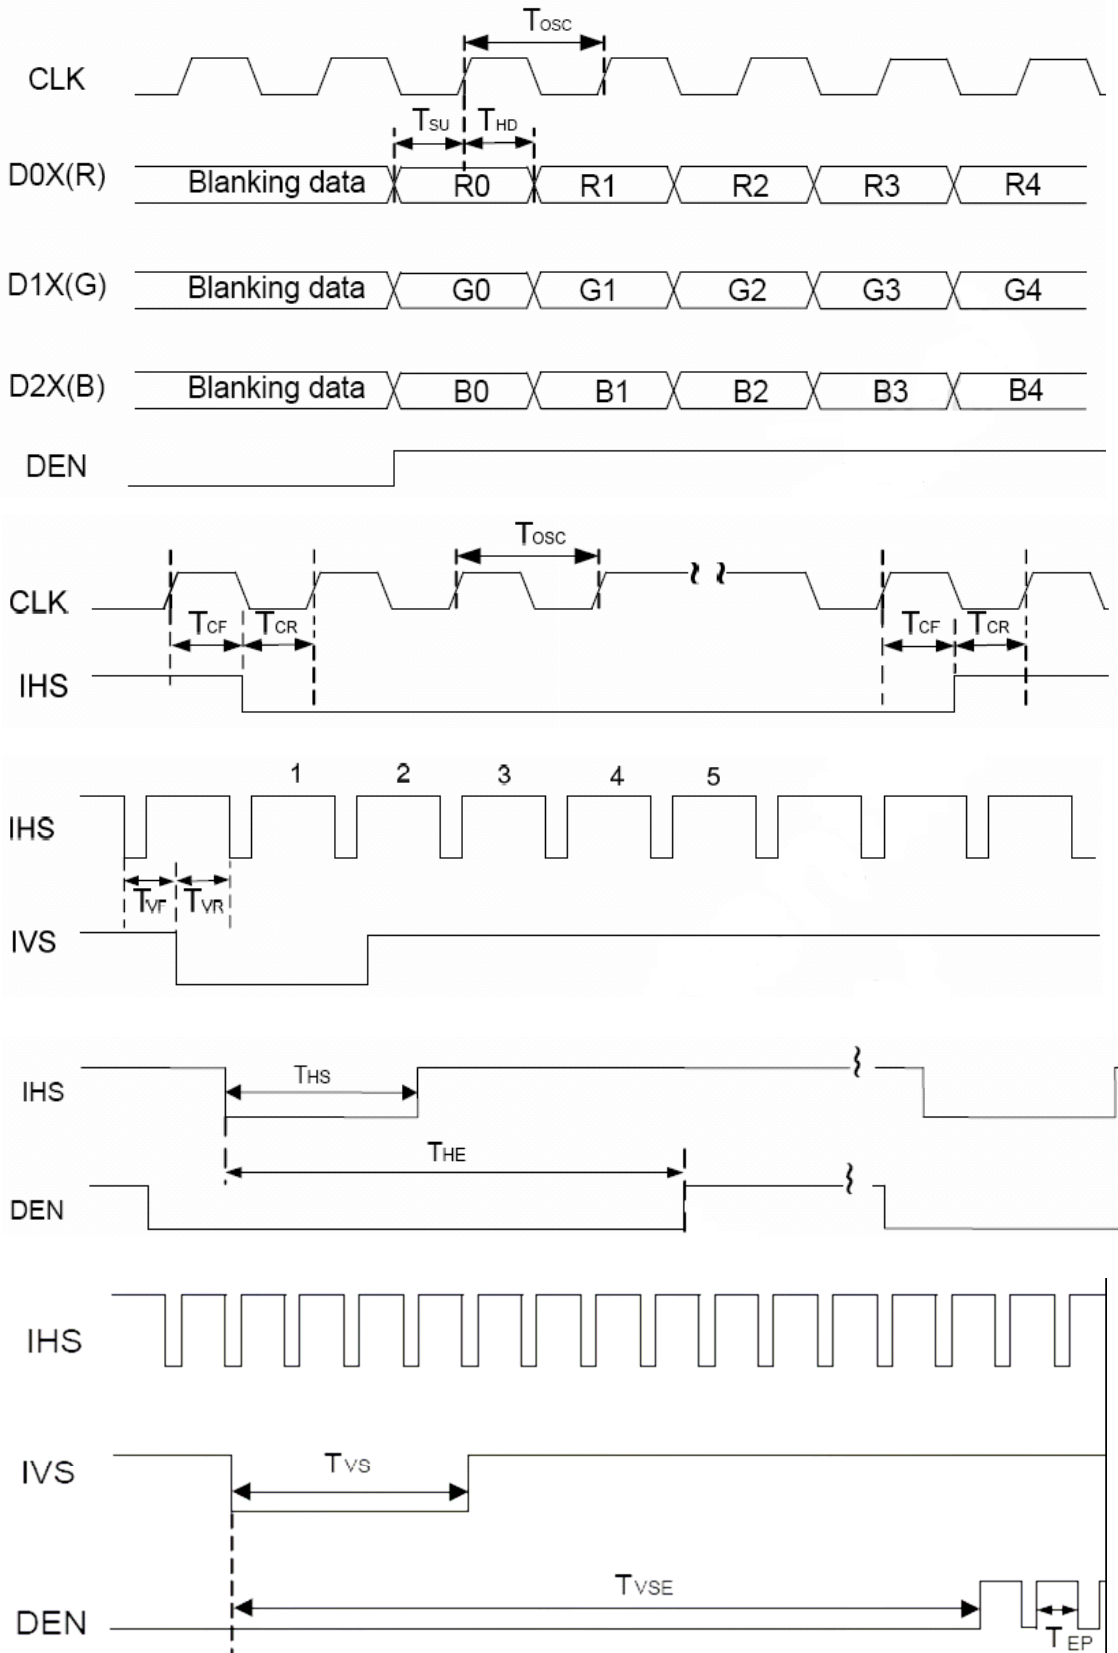 TOSC
CLK
TSU THD
D0X(R) Blanking data R0 R1 R2 R3 R4
D1X(G) Blanking data G0 G1 G2 G3 G4
D2X(B) Blanking data B0 B1 B2 B3 B4
DEN
TOSC
CLK
TCF TCR TCF TCR
IHS
1 2 3 4 5
IHS
TVF TVR
IVS
THS
IHS
THE
DEN
IHS
TVS
IVS
TVSE
DEN
TEP